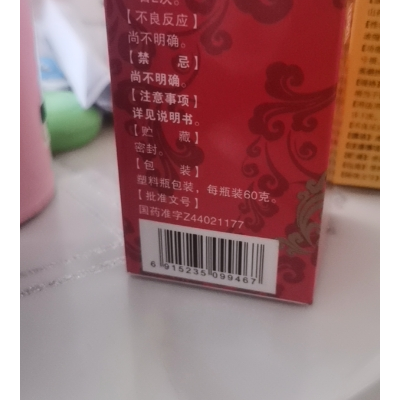 【不良反应】
尚不明确。
【禁 忌】
尚不明确。
【注意事项】
详见说明书。
【贮 藏】
密封。
【包 装】
塑料瓶包装，每瓶装60克。
【批准文号】
国药准字Z44021177
6 915235 099467